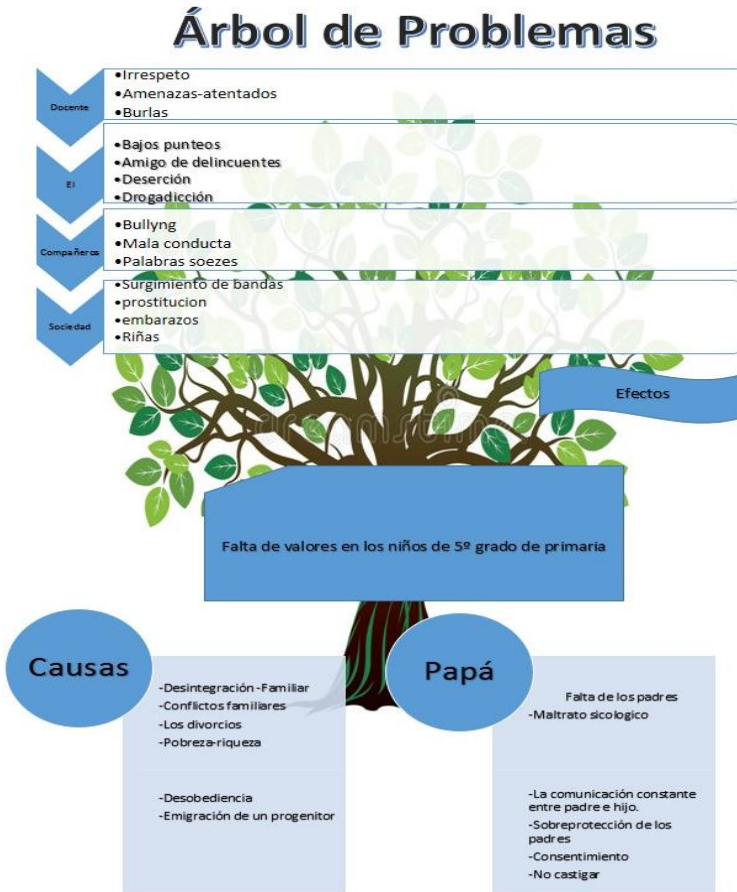 Árbol de Problemas
Docente
•Irrespeto
•Amenazas-atentados
•Burlas
El
•Bajos punteos
•Amigo de delincuentes
•Deserción
•Drogadicción
Compañeros
•Bullyng
•Mala conducta
•Palabras soezes
Sociedad
•Surgimiento de bandas
•prostitucion
•embarazos
•Riñas
Efectos
Falta de valores en los niños de 5º grado de primaria
Causas
-Desintegración -Familiar
-Conflictos familiares
-Los divorcios
-Pobreza-riqueza
-Desobediencia
-Emigración de un progenitor
Papá
Falta de los padres
-Maltrato sicologico
-La comunicación constante
entre padre e hijo.
-Sobreprotección de los
padres
-Consentimiento
-No castigar